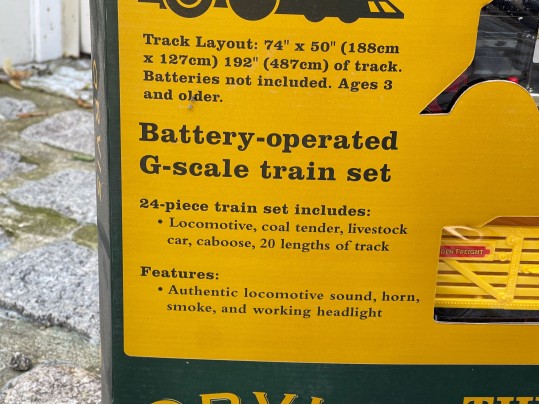 Track Layout: 74" x 50" (188cm
x 127cm) 192" (487cm) of track.
Batteries not included. Ages 3
and older.
Battery-operated
G-scale train set
24-piece train set includes:
• Locomotive, coal tender, livestock
car, caboose, 20 lengths of track
Features:
• Authentic locomotive sound, horn,
smoke, and working headlight
FREIGHT